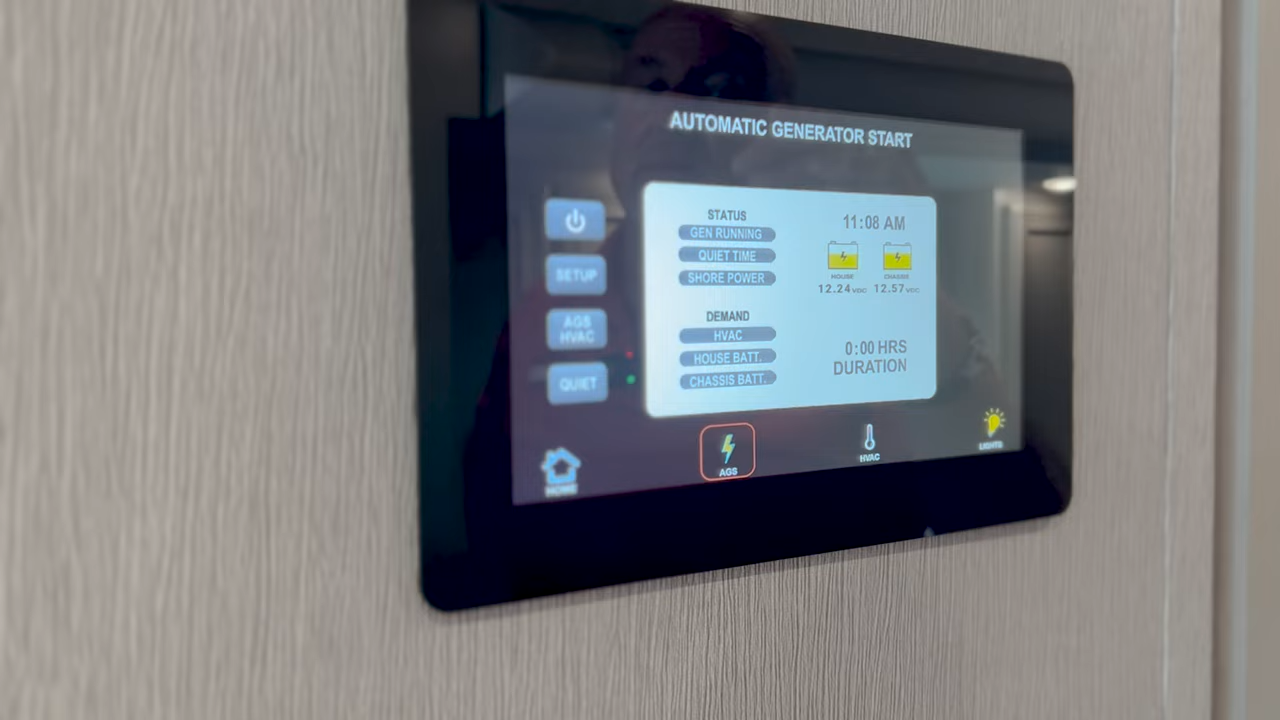 AUTOMATIC GENERATOR START
SETUP
AGS
HVAC
QUIET
STATUS
GEN RUNNING
QUIET TIME
SHORE POWER
DEMAND
HVAC
HOUSE BATT.
CHASSIS BATT.
11:08 AM
HOUSE CHASSIS
12.24 VDC 12.57 VDC
0:00 HRS
DURATION
HOME
AGS
HVAC
LIGHTS